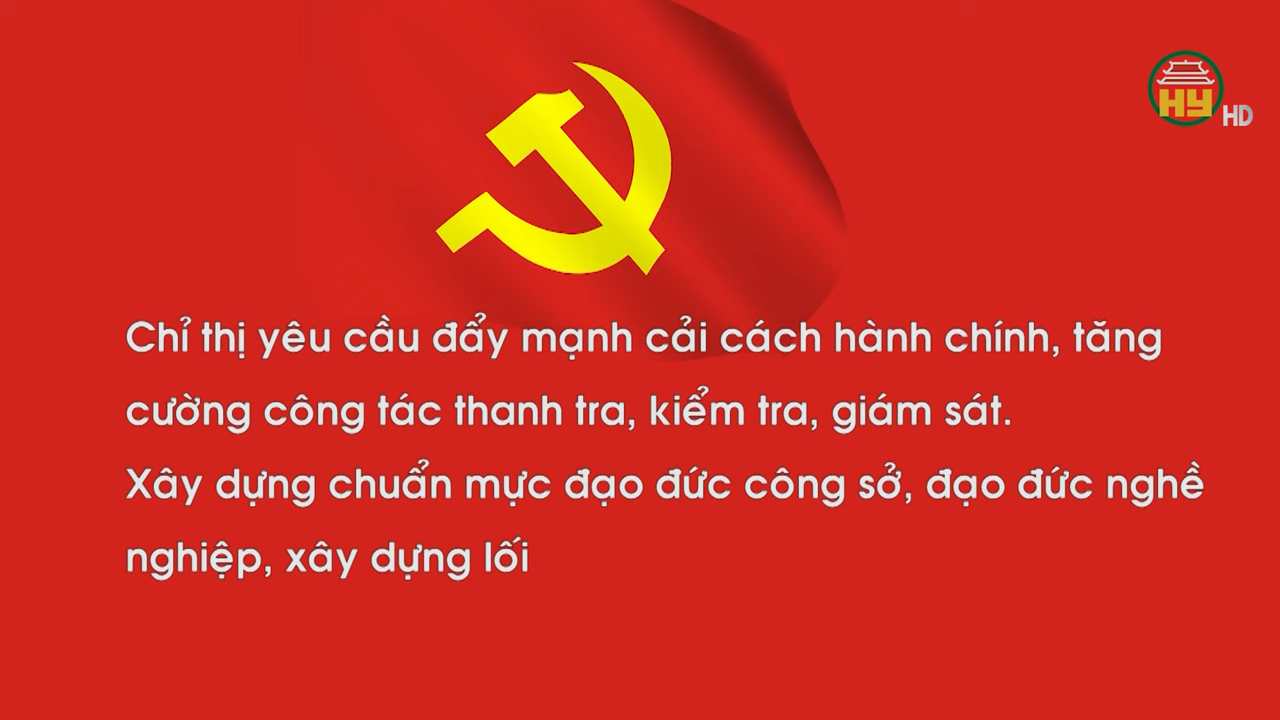 HY HD
Chỉ thị yêu cầu đẩy mạnh cải cách hành chính, tăng
cường công tác thanh tra, kiểm tra, giám sát.
Xây dựng chuẩn mực đạo đức công sở, đạo đức nghề
nghiệp, xây dựng lối